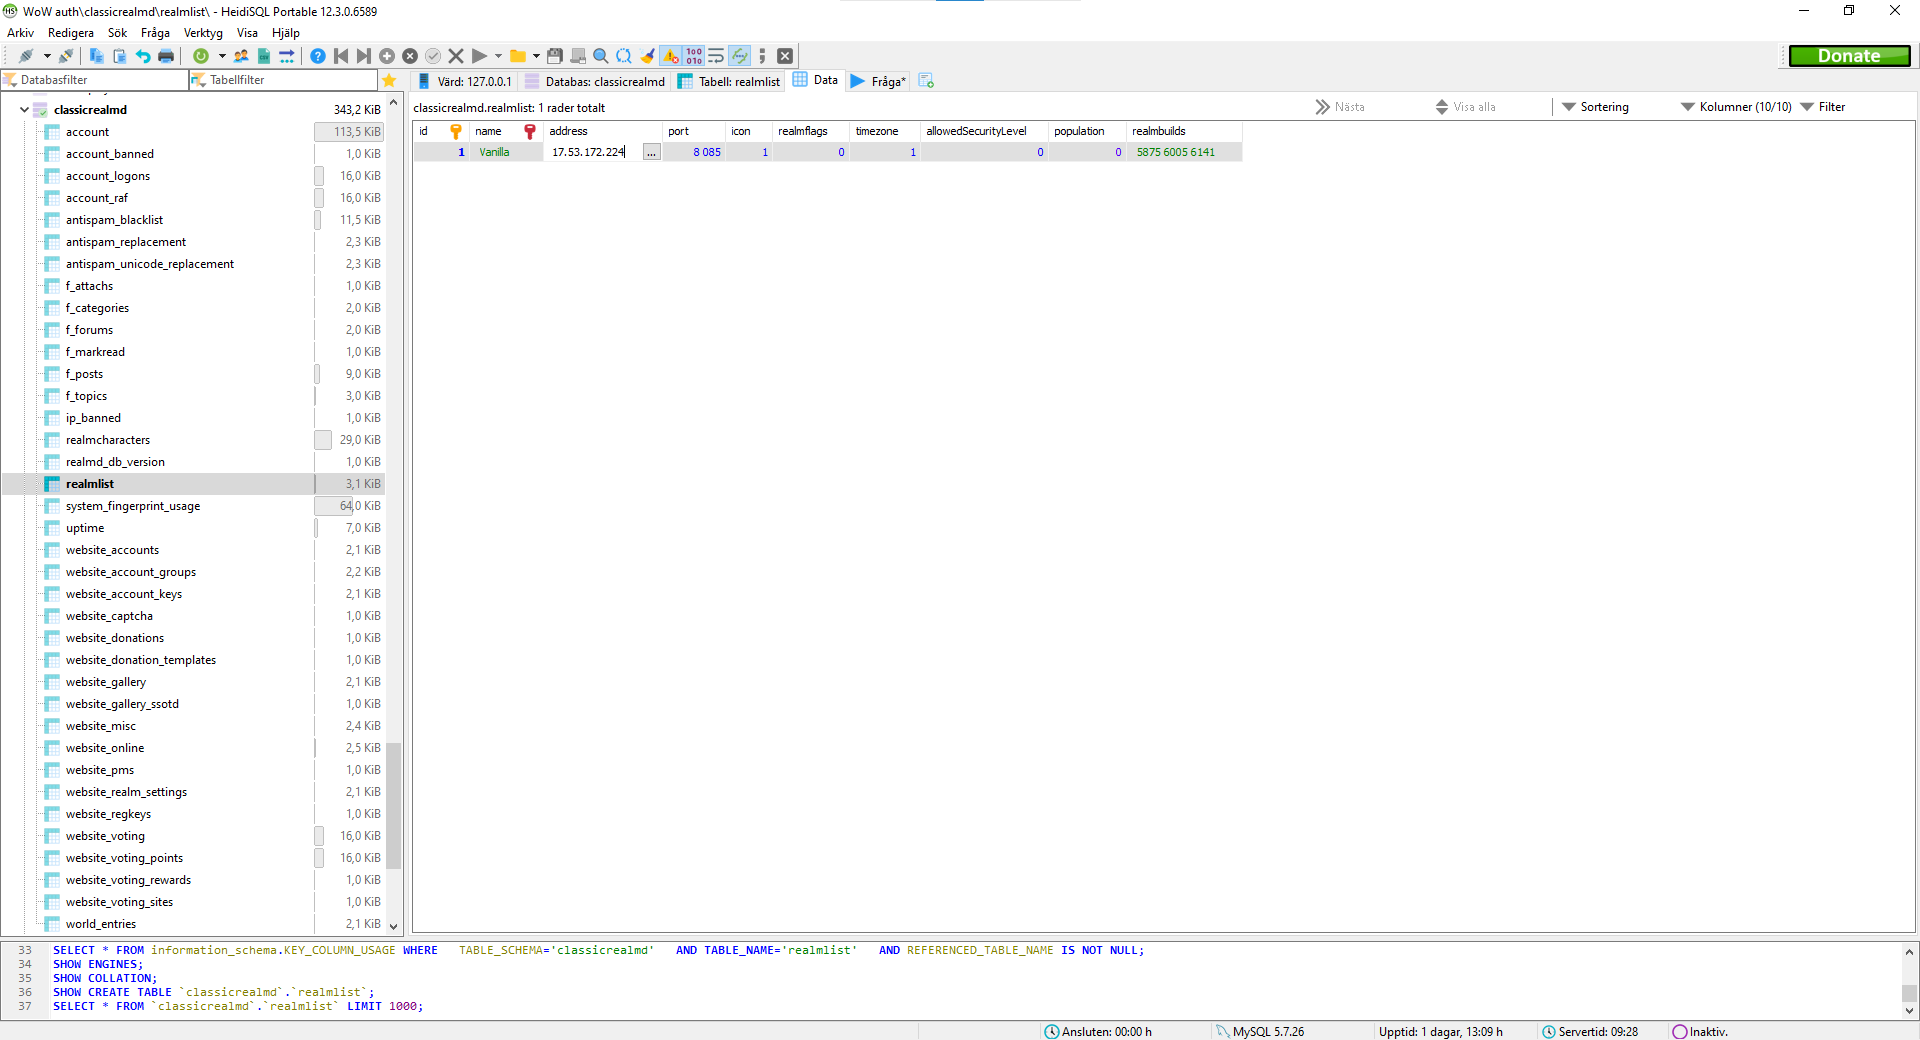 WoW auth\classicrealmd\realmlist\ - HeidiSQL Portable 12.3.0.6589
Arkiv Redigera Sök Fråga Verktyg Visa Hjälp
Donate
Databasfilter Tabellfilter
Värd: 127.0.0.1 Databas: classicrealmd Tabell: realmlist Data Fråga*
classicrealmd.realmlist: 1 rader totalt Nästa Visa alla Sortering Kolumner (10/10) Filter
id name address port icon realmflags timezone allowedSecurityLevel population realmbuilds
1 Vanilla 17.53.172.224 ... 8 085 1 0 1 0 0 5875 6005 6141
classicrealmd 343,2 KiB
account 113,5 KiB
account_banned 1,0 KiB
account_logons 16,0 KiB
account_raf 16,0 KiB
antispam_blacklist 11,5 KiB
antispam_replacement 2,3 KiB
antispam_unicode_replacement 2,3 KiB
f_attachs 1,0 KiB
f_categories 2,0 KiB
f_forums 2,0 KiB
f_markread 1,0 KiB
f_posts 9,0 KiB
f_topics 3,0 KiB
ip_banned 1,0 KiB
realmcharacters 29,0 KiB
realmd_db_version 1,0 KiB
realmlist 3,1 KiB
system_fingerprint_usage 64,0 KiB
uptime 7,0 KiB
website_accounts 2,1 KiB
website_account_groups 2,2 KiB
website_account_keys 2,1 KiB
website_captcha 1,0 KiB
website_donations 1,0 KiB
website_donation_templates 1,0 KiB
website_gallery 2,1 KiB
website_gallery_ssotd 1,0 KiB
website_misc 2,4 KiB
website_online 2,5 KiB
website_pms 1,0 KiB
website_realm_settings 2,1 KiB
website_regkeys 1,0 KiB
website_voting 16,0 KiB
website_voting_points 16,0 KiB
website_voting_rewards 1,0 KiB
website_voting_sites 1,0 KiB
world_entries 2,1 KiB
33 SELECT * FROM information_schema.KEY_COLUMN_USAGE WHERE TABLE_SCHEMA='classicrealmd' AND TABLE_NAME='realmlist' AND REFERENCED_TABLE_NAME IS NOT NULL;
34 SHOW ENGINES;
35 SHOW COLLATION;
36 SHOW CREATE TABLE `classicrealmd`.`realmlist`;
37 SELECT * FROM `classicrealmd`.`realmlist` LIMIT 1000;
Ansluten: 00:00 h MySQL 5.7.26 Upptid: 1 dagar, 13:09 h Servertid: 09:28 Inaktiv.